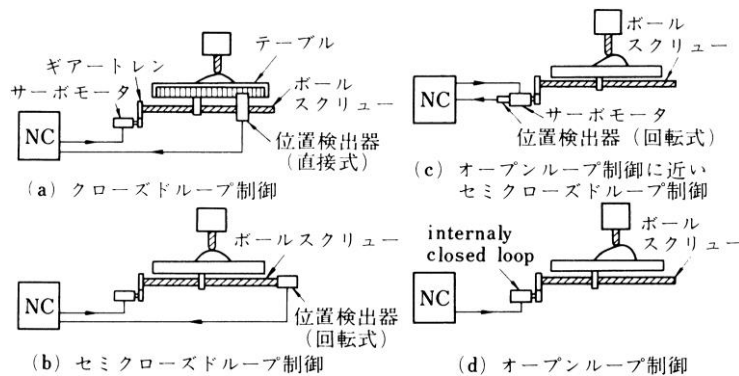 テーブル
ギアートレン
サーボモータ
ボール
スクリュー
NC
位置検出器
(直接式)
(a) クローズドループ制御
ボールスクリュー
NC
位置検出器
(回転式)
(b) セミクローズドループ制御
ボール
スクリュー
NC
サーボモータ
位置検出器 (回転式)
(c) オープンループ制御に近い
セミクローズドループ制御
internaly
closed loop
ボール
スクリュー
NC
(d) オープンループ制御